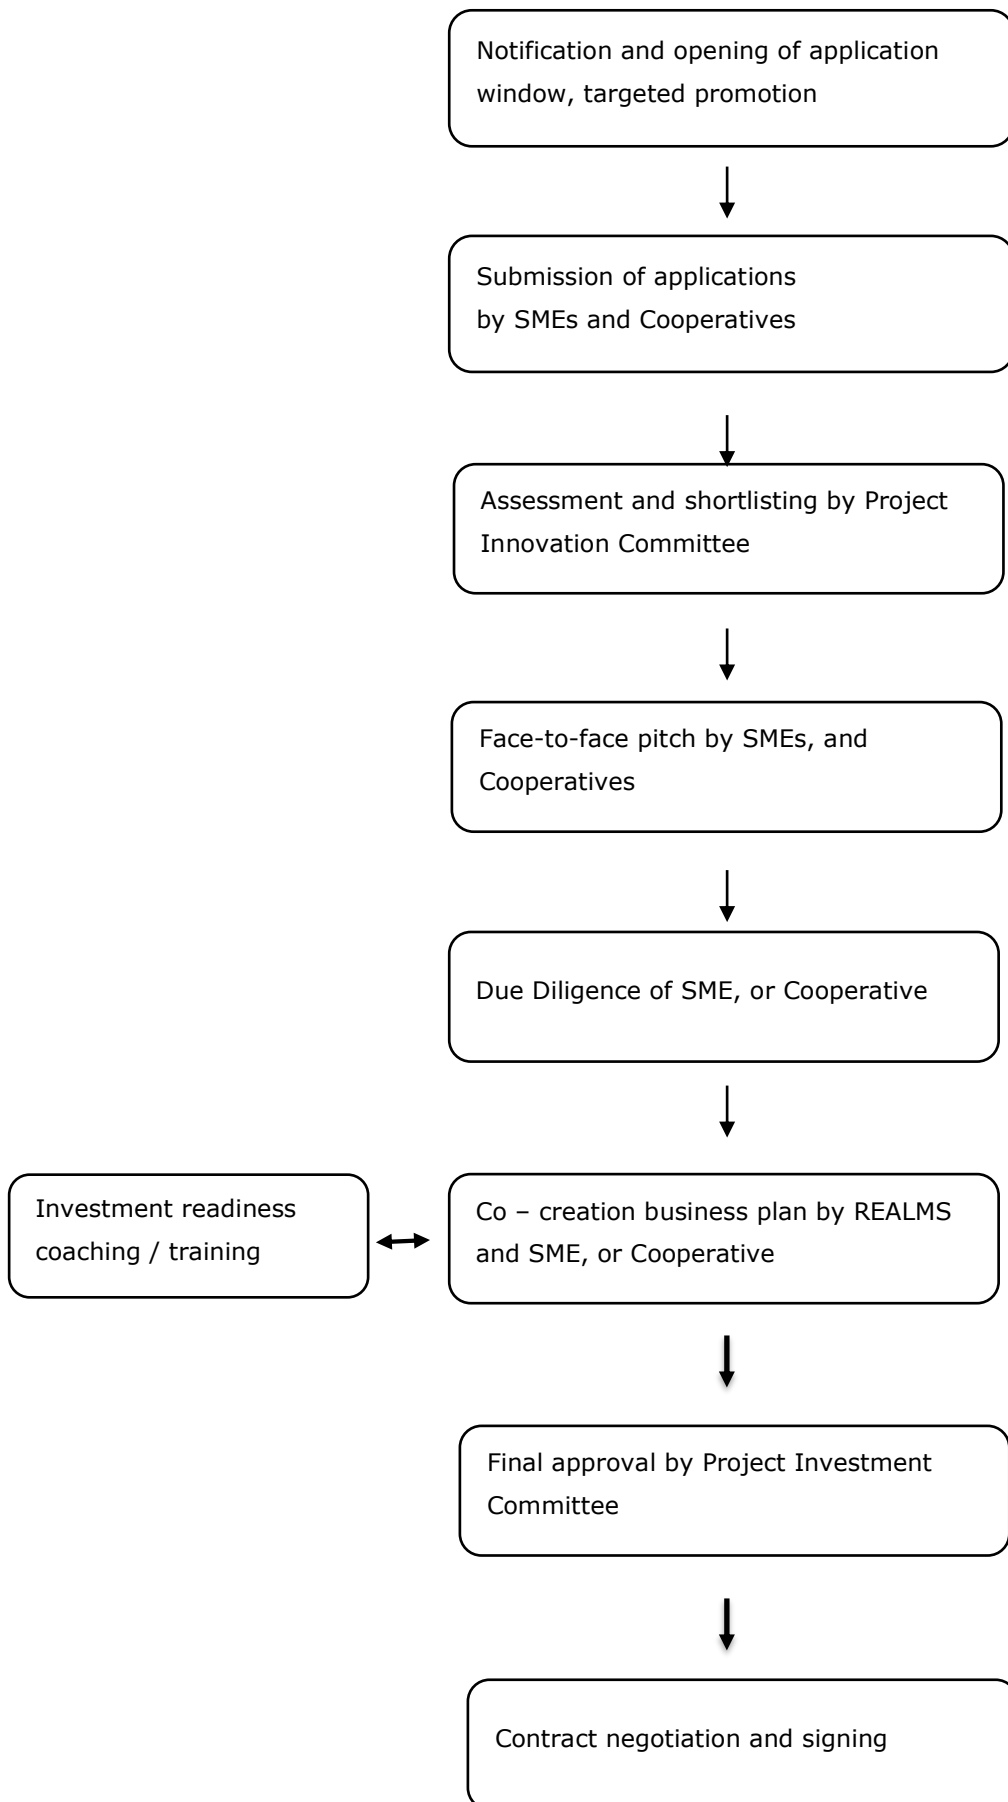 Notification and opening of application
window, targeted promotion
Submission of applications
by SMEs and Cooperatives
Assessment and shortlisting by Project
Innovation Committee
Face-to-face pitch by SMEs, and
Cooperatives
Due Diligence of SME, or Cooperative
Investment readiness
coaching / training
Co – creation business plan by REALMS
and SME, or Cooperative
Final approval by Project Investment
Committee
Contract negotiation and signing